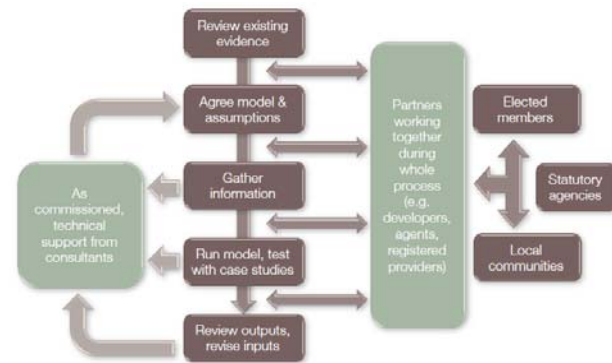 Review existing
evidence
Agree model &
assumptions
Gather
information
Run model, test
with case studies
Review outputs,
revise inputs
As
commissioned,
technical
support from
consultants
Partners
working
together
during
whole
process
(e.g.
developers,
agents,
registered
providers)
Elected
members
Statutory
agencies
Local
communities